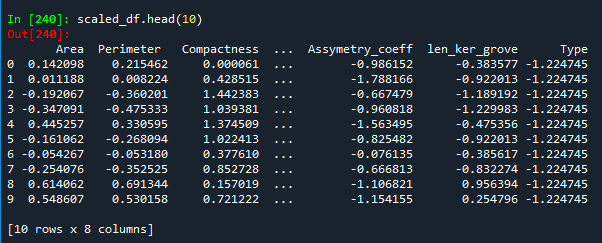 In [240]: scaled_df.head(10)
Out[240]:
Area Perimeter Compactness ... Assymetry_coeff len_ker_grove Type
0 0.142098 0.215462 0.000061 ... -0.986152 -0.383577 -1.224745
1 0.011188 0.008224 0.428515 ... -1.788166 -0.922013 -1.224745
2 -0.192067 -0.360201 1.442383 ... -0.667479 -1.189192 -1.224745
3 -0.347091 -0.475333 1.039381 ... -0.960818 -1.229983 -1.224745
4 0.445257 0.330595 1.374509 ... -1.563495 -0.475356 -1.224745
5 -0.161062 -0.268094 1.022413 ... -0.825482 -0.922013 -1.224745
6 -0.054267 -0.053180 0.377610 ... -0.076135 -0.385617 -1.224745
7 -0.254076 -0.352525 0.852728 ... -0.666813 -0.832274 -1.224745
8 0.614062 0.691344 0.157019 ... -1.106821 0.956394 -1.224745
9 0.548607 0.530158 0.721222 ... -1.154155 0.254796 -1.224745
[10 rows x 8 columns]